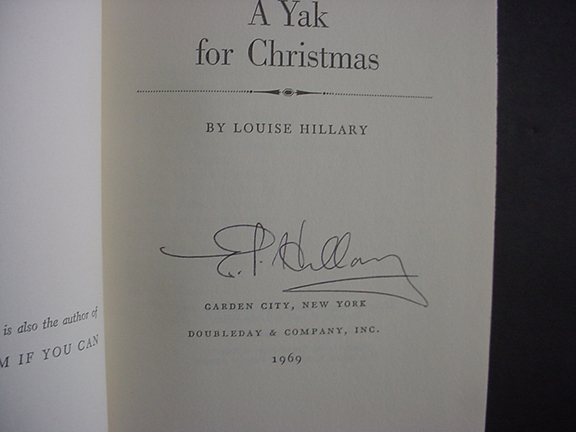 A Yak
for Christmas
BY LOUISE HILLARY
E.P. Hillary
GARDEN CITY, NEW YORK
DOUBLEDAY & COMPANY, INC.
1969
is also the author of
M IF YOU CAN